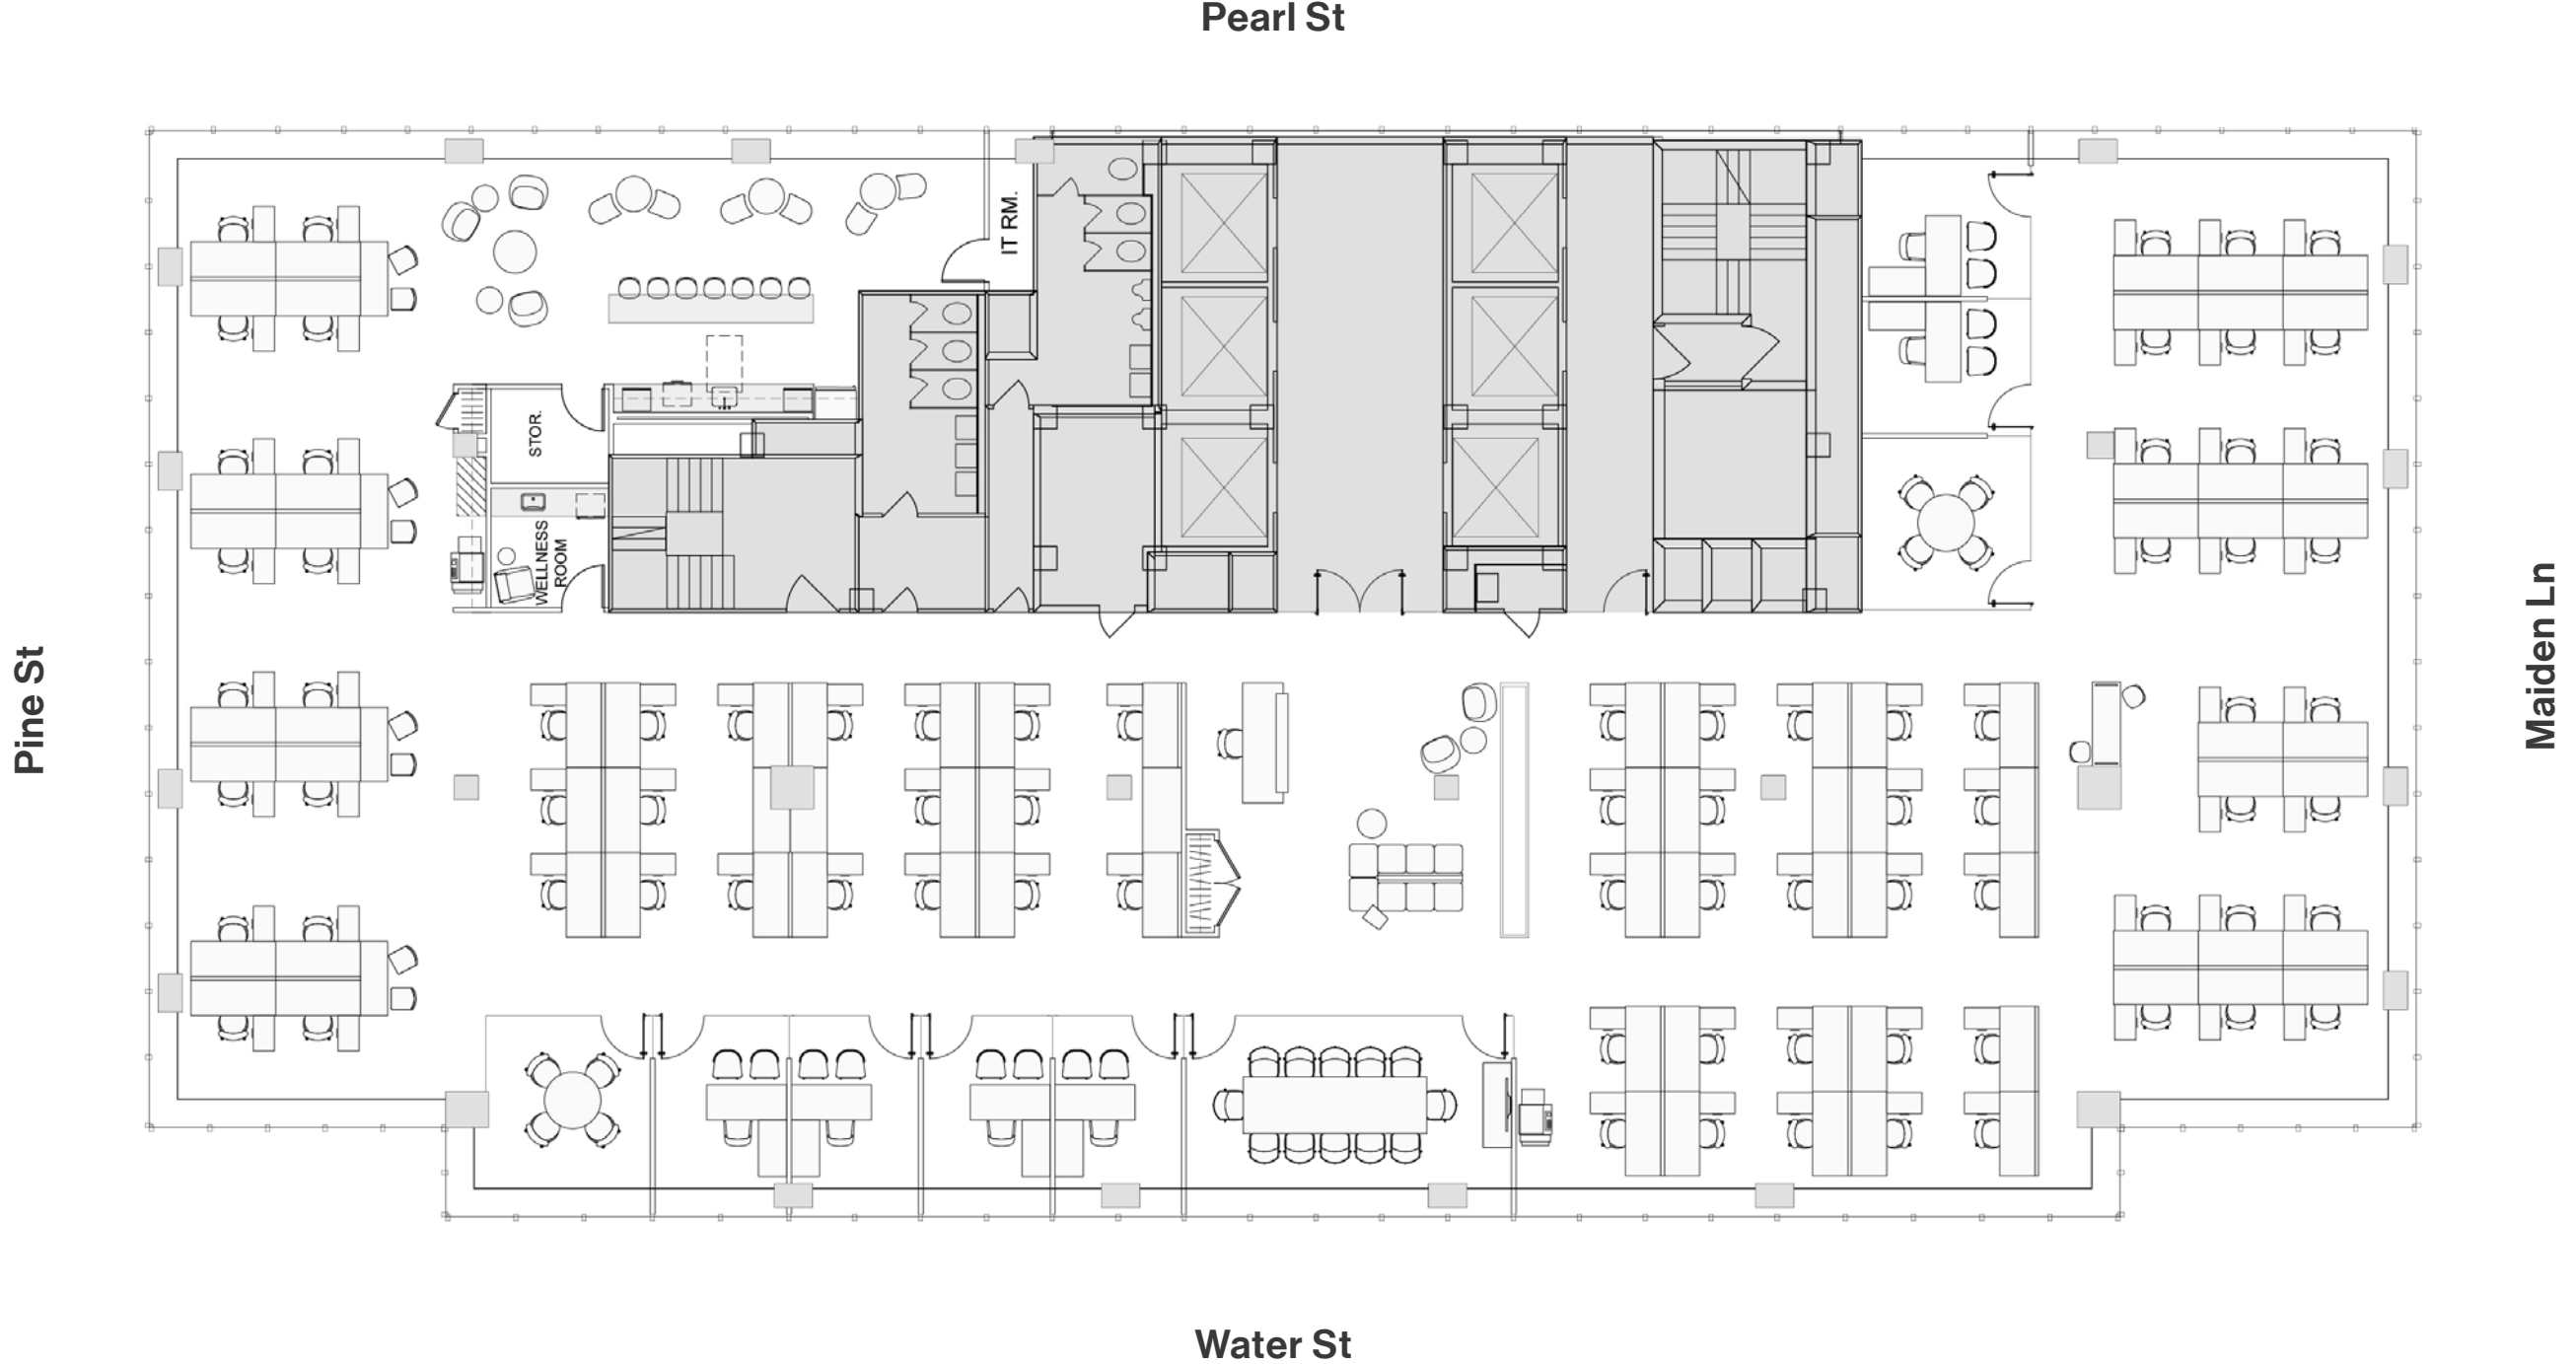 Pearl St
IT RM.
STOR.
WELLNESS
ROOM
Pine St
Maiden Ln
Water St